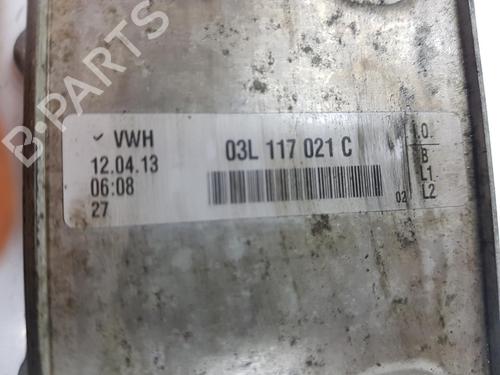 B-PARTS
✓ VWH
12.04.13
06:08
27
03L 117 021 C
02
I.O.
B
L1
L2